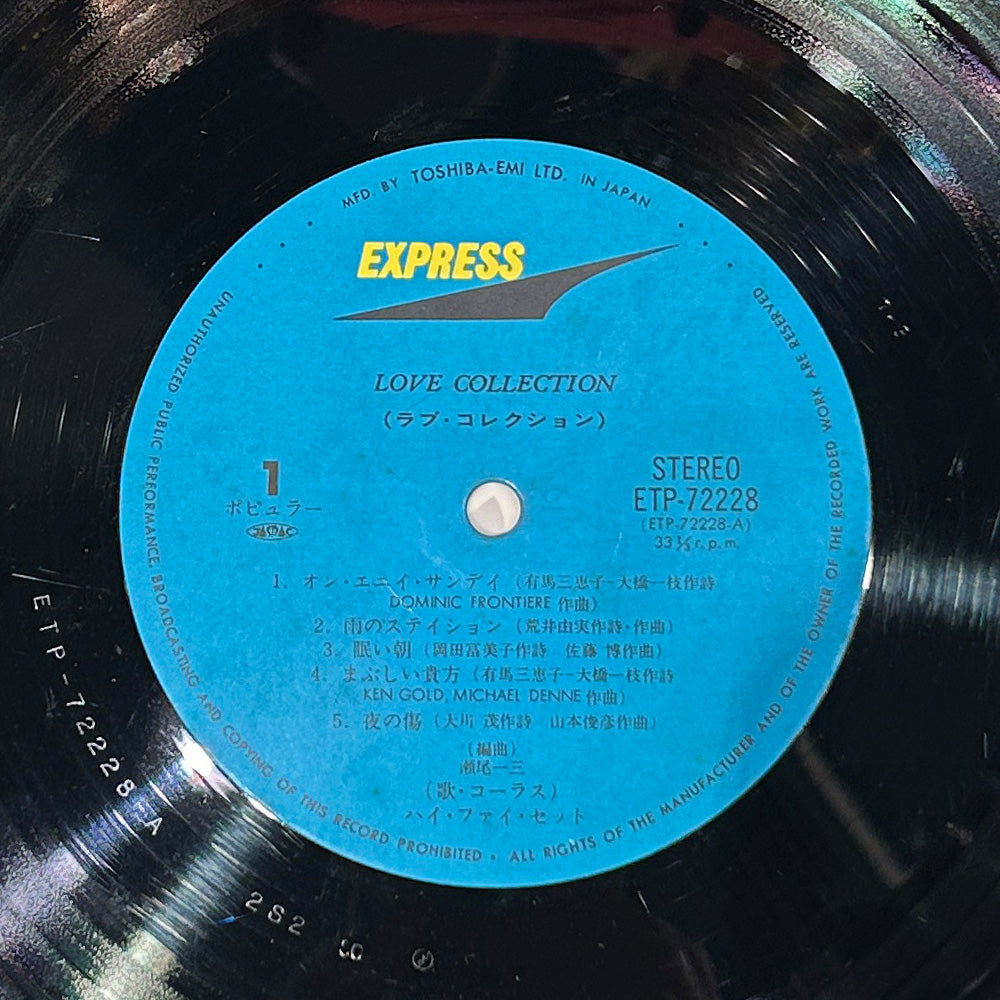 MFD. BY TOSHIBA-EMI LTD. IN JAPAN
EXPRESS
LOVE COLLECTION
(ラブ・コレクション)
1
ポピュラー
JASRAC
STEREO
ETP-72228
(ETP-72228-A)
33⅓ r.p.m.
1. オン・エニイ・サンデイ (有馬三恵子-大橋一枝作詩
DOMINIC FRONTIERE 作曲)
2. 雨のステイション (荒井由実作詩・作曲)
3. 眠い朝 (岡田冨美子作詩 佐藤 博作曲)
4. まぶしい貴方 (有馬三恵子-大橋一枝作詩
KEN GOLD, MICHAEL DENNE 作曲)
5. 夜の傷 (大川 茂作詩 山本俊彦作曲)
(編曲)
瀬尾一三
(歌・コーラス)
ハイ・ファイ・セット
UNAUTHORIZED PUBLIC PERFORMANCE, BROADCASTING AND COPYING OF THIS RECORD PROHIBITED • ALL RIGHTS OF THE MANUFACTURER AND OF THE OWNER OF THE RECORDED WORK ARE RESERVED
ETP-72228 A
2S2